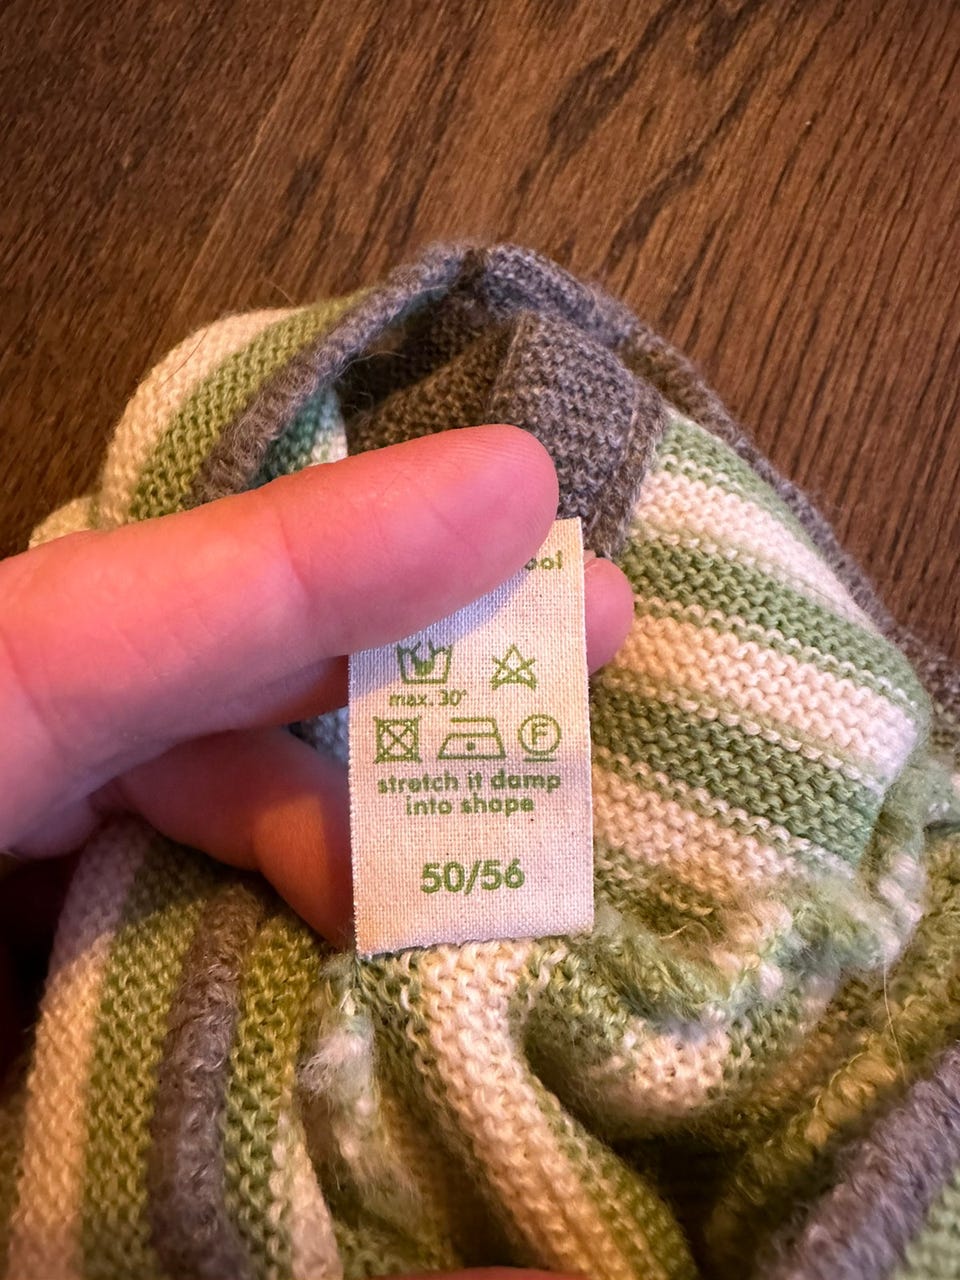 max. 30°
F
stretch it damp
into shape
50/56